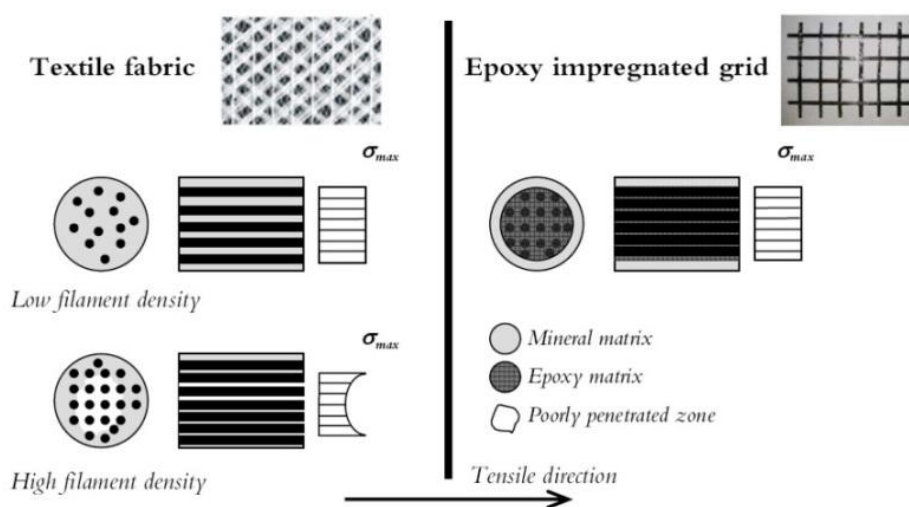 Textile fabric
σmax
Low filament density
σmax
High filament density
Epoxy impregnated grid
σmax
Mineral matrix
Epoxy matrix
Poorly penetrated zone
Tensile direction